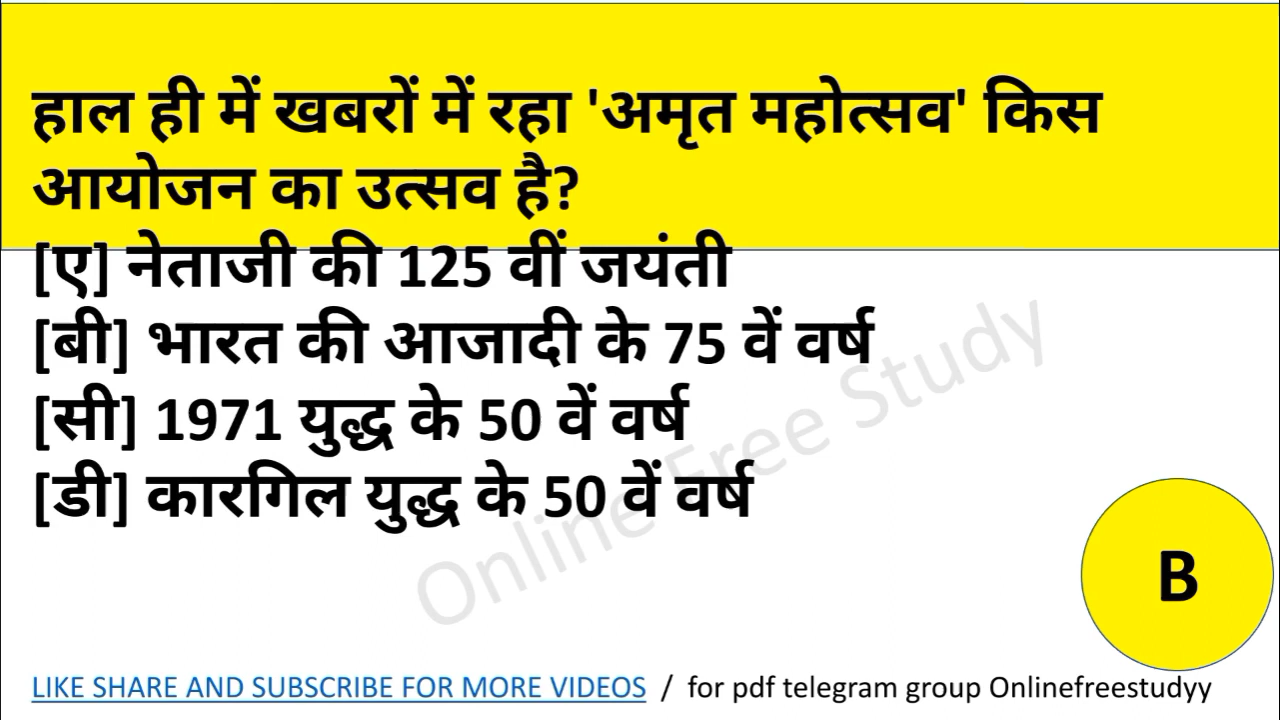 हाल ही में खबरों में रहा 'अमृत महोत्सव' किस
आयोजन का उत्सव है?
[ए] नेताजी की 125 वीं जयंती
[बी] भारत की आजादी के 75 वें वर्ष
[सी] 1971 युद्ध के 50 वें वर्ष
[डी] कारगिल युद्ध के 50 वें वर्ष
Online Free Study
B
LIKE SHARE AND SUBSCRIBE FOR MORE VIDEOS / for pdf telegram group Onlinefreestudyy